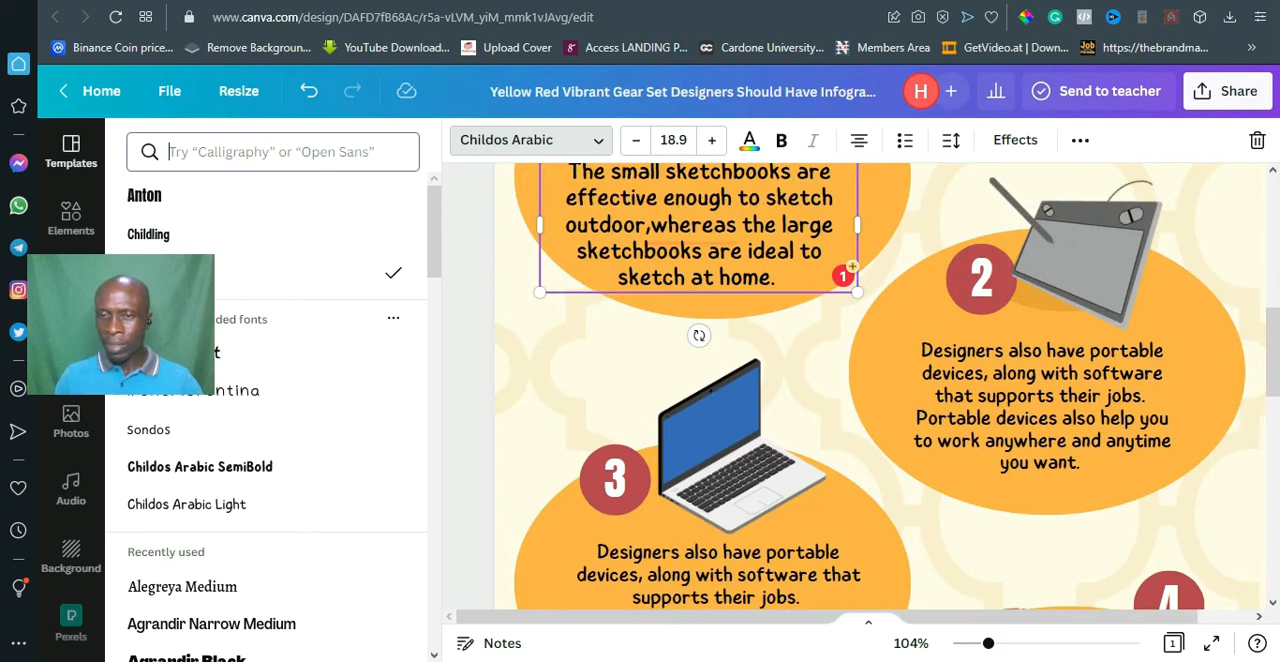 www.canva.com/design/DAFD7fB68Ac/r5a-vLVM_yiM_mmk1vJAvg/edit
Binance Coin price...
Remove Backgroun...
YouTube Download...
Upload Cover
Access LANDING P...
Cardone University...
Members Area
GetVideo.at | Down...
https://thebrandma...
Home
File
Resize
Yellow Red Vibrant Gear Set Designers Should Have Infogra...
H
Send to teacher
Share
Templates
Elements
Photos
Audio
Background
Pexels
Try “Calligraphy” or “Open Sans”
Anton
Childling
ded fonts
Sondos
Childos Arabic SemiBold
Childos Arabic Light
Recently used
Alegreya Medium
Agrandir Narrow Medium
Agrandir Black
Childos Arabic
18.9
A
B
I
Effects
The small sketchbooks are
effective enough to sketch
outdoor,whereas the large
sketchbooks are ideal to
sketch at home.
1
2
Designers also have portable
devices, along with software
that supports their jobs.
Portable devices also help you
to work anywhere and anytime
you want.
3
Designers also have portable
devices, along with software that
supports their jobs.
4
Notes
104%
1